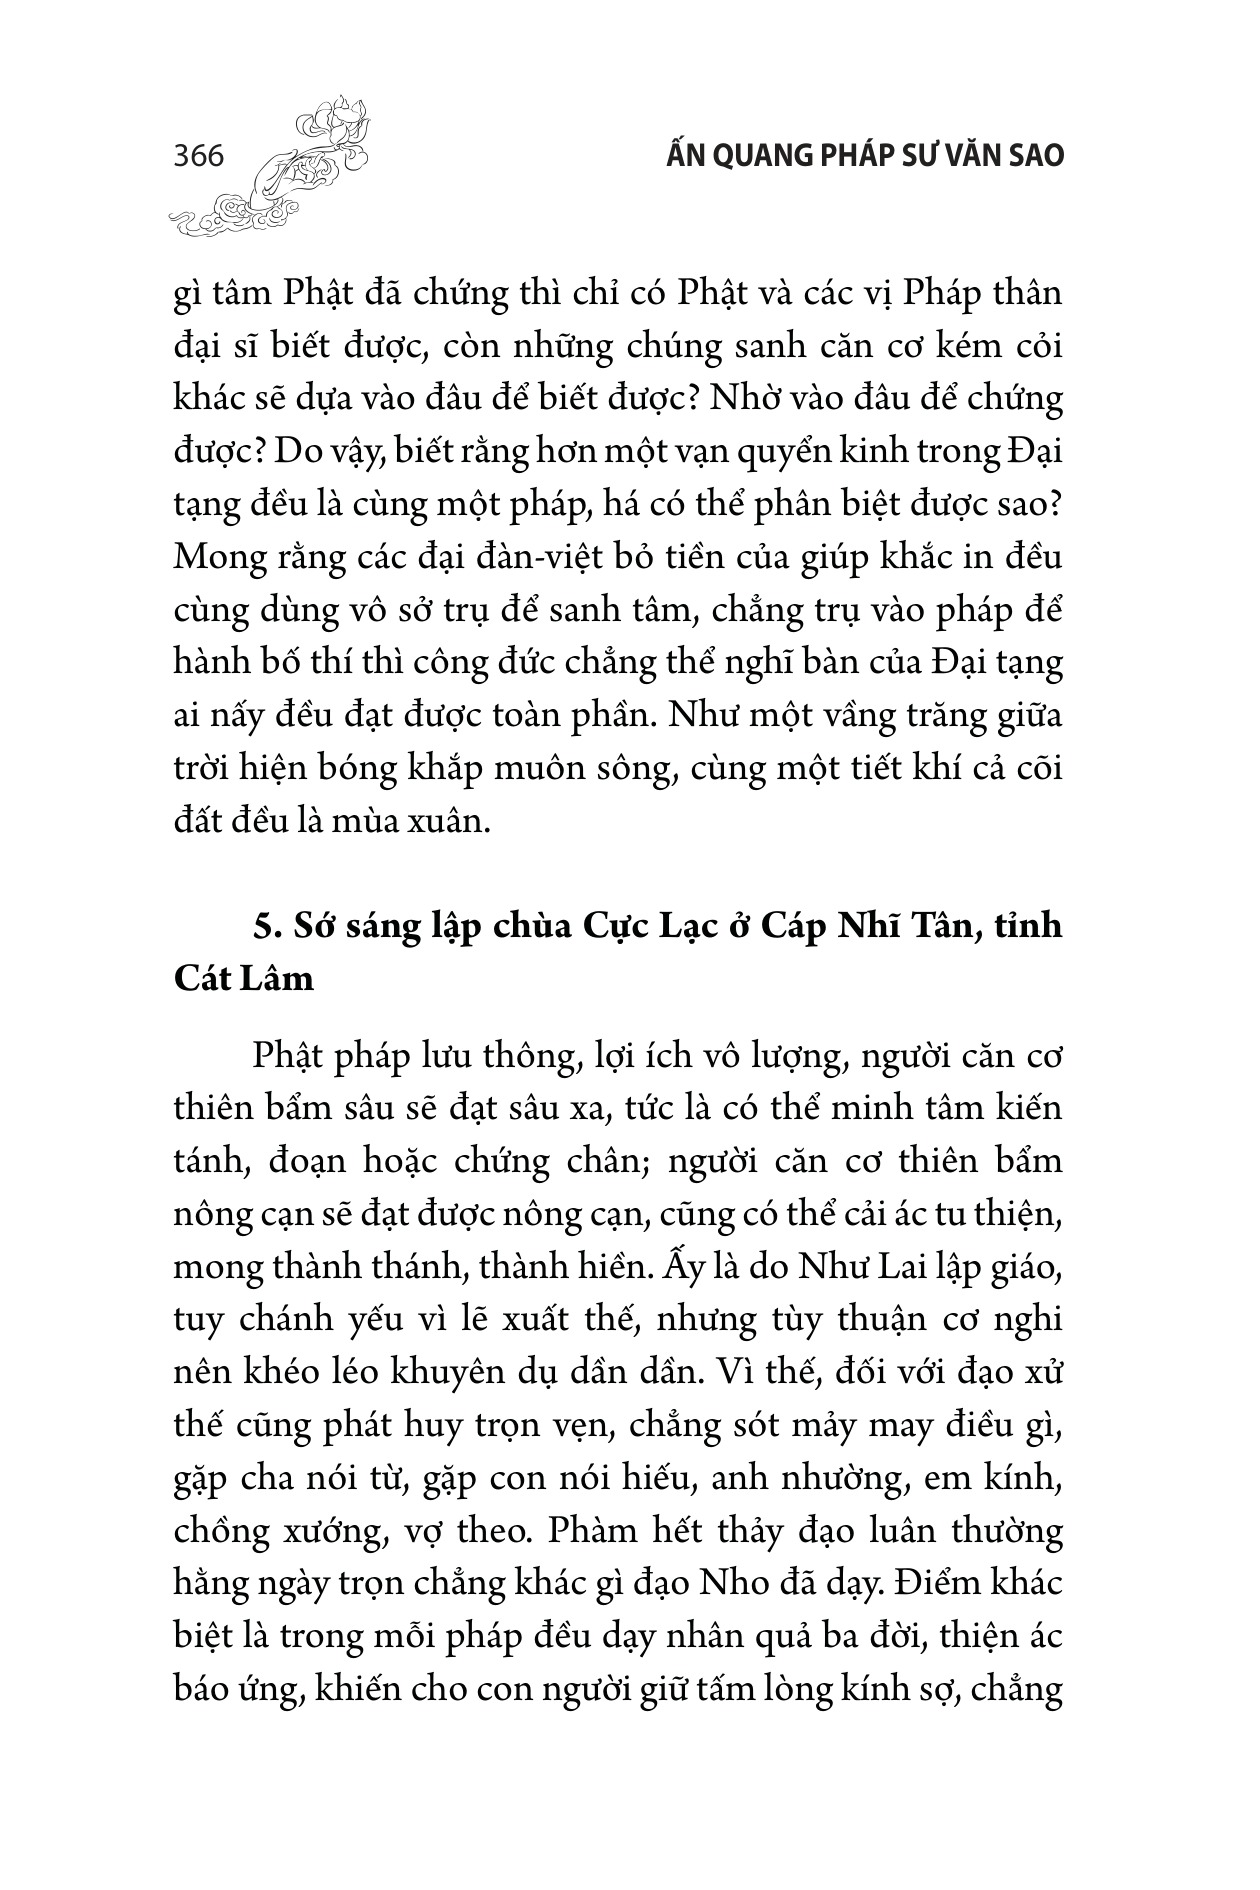 366
ẤN QUANG PHÁP SƯ VĂN SAO
gì tâm Phật đã chứng thì chỉ có Phật và các vị Pháp thân
đại sĩ biết được, còn những chúng sanh căn cơ kém cỏi
khác sẽ dựa vào đâu để biết được? Nhờ vào đâu để chứng
được? Do vậy, biết rằng hơn một vạn quyển kinh trong Đại
tạng đều là cùng một pháp, há có thể phân biệt được sao?
Mong rằng các đại đàn-việt bỏ tiền của giúp khắc in đều
cùng dùng vô sở trụ để sanh tâm, chẳng trụ vào pháp để
hành bố thí thì công đức chẳng thể nghĩ bàn của Đại tạng
ai nấy đều đạt được toàn phần. Như một vầng trăng giữa
trời hiện bóng khắp muôn sông, cùng một tiết khí cả cõi
đất đều là mùa xuân.
5. Sớ sáng lập chùa Cực Lạc ở Cáp Nhĩ Tân, tỉnh
Cát Lâm
Phật pháp lưu thông, lợi ích vô lượng, người căn cơ
thiên bẩm sâu sẽ đạt sâu xa, tức là có thể minh tâm kiến
tánh, đoạn hoặc chứng chân; người căn cơ thiên bẩm
nông cạn sẽ đạt được nông cạn, cũng có thể cải ác tu thiện,
mong thành thánh, thành hiền. Ấy là do Như Lai lập giáo,
tuy chánh yếu vì lẽ xuất thế, nhưng tùy thuận cơ nghi
nên khéo léo khuyên dụ dần dần. Vì thế, đối với đạo xử
thế cũng phát huy trọn vẹn, chẳng sót mảy may điều gì,
gặp cha nói từ, gặp con nói hiếu, anh nhường, em kính,
chồng xướng, vợ theo. Phàm hết thảy đạo luân thường
hằng ngày trọn chẳng khác gì đạo Nho đã dạy. Điểm khác
biệt là trong mỗi pháp đều dạy nhân quả ba đời, thiện ác
báo ứng, khiến cho con người giữ tấm lòng kính sợ, chẳng